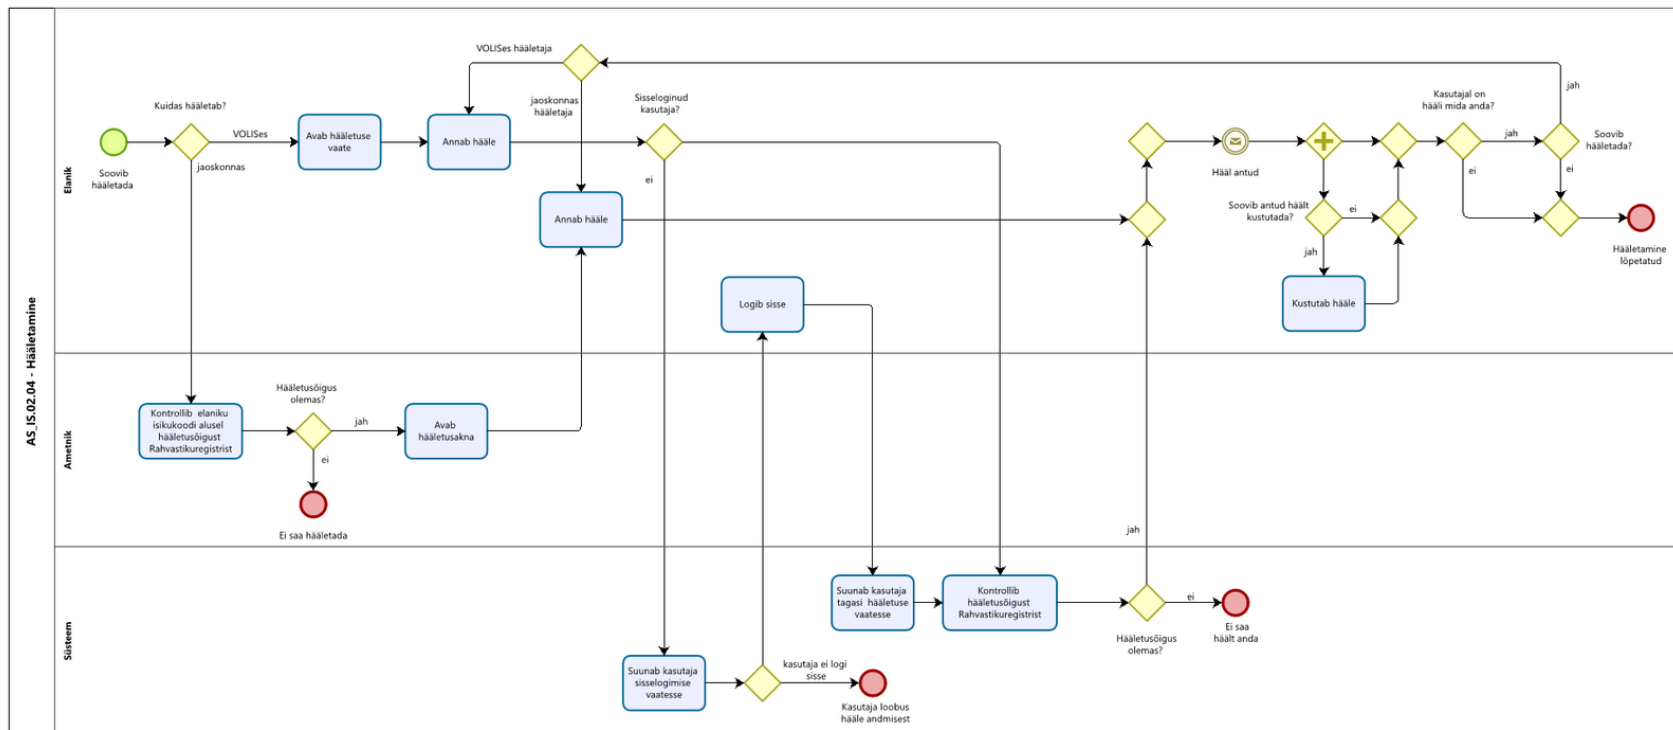 AS_IS.02.04 - Hääletamine
Elanik
Ametnik
Süsteem
Soovib
hääletada
Kuidas hääletab?
VOLISes
jaoskonnas
Avab hääletuse
vaate
Annab hääle
VOLISes hääletaja
jaoskonnas
hääletaja
Sisseloginud
kasutaja?
ei
Annab hääle
Logib sisse
Hääl antud
Soovib antud häält
kustutada?
ei
jah
Kustutab hääle
Kasutajal on
hääli mida anda?
jah
ei
jah
Soovib
hääletada?
ei
Hääletamine
lõpetatud
Kontrollib elaniku
isikukoodi alusel
hääletusõigust
Rahvastikuregistrist
Hääletusõigus
olemas?
jah
ei
Avab
hääletusakna
Ei saa hääletada
jah
Suunab kasutaja
tagasi hääletuse
vaatesse
Kontrollib
hääletusõigust
Rahvastikuregistrist
Hääletusõigus
olemas?
ei
Ei saa
häält anda
Suunab kasutaja
sisselogimise
vaatesse
kasutaja ei logi
sisse
Kasutaja loobus
hääle andmisest